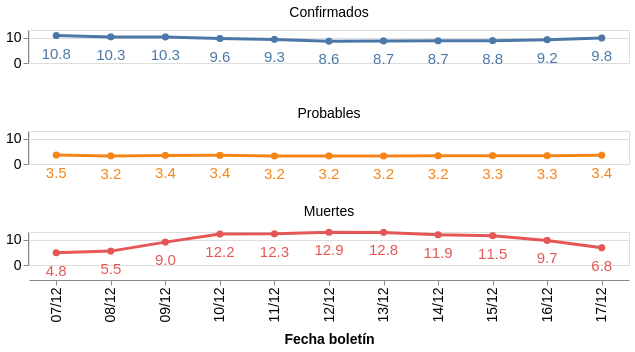 Confirmados
10
0
10.8 10.3 10.3 9.6 9.3 8.6 8.7 8.7 8.8 9.2 9.8
Probables
10
0
3.5 3.2 3.4 3.4 3.2 3.2 3.2 3.2 3.3 3.3 3.4
Muertes
10
0
4.8 5.5 9.0 12.2 12.3 12.9 12.8 11.9 11.5 9.7 6.8
07/12 08/12 09/12 10/12 11/12 12/12 13/12 14/12 15/12 16/12 17/12
Fecha boletín